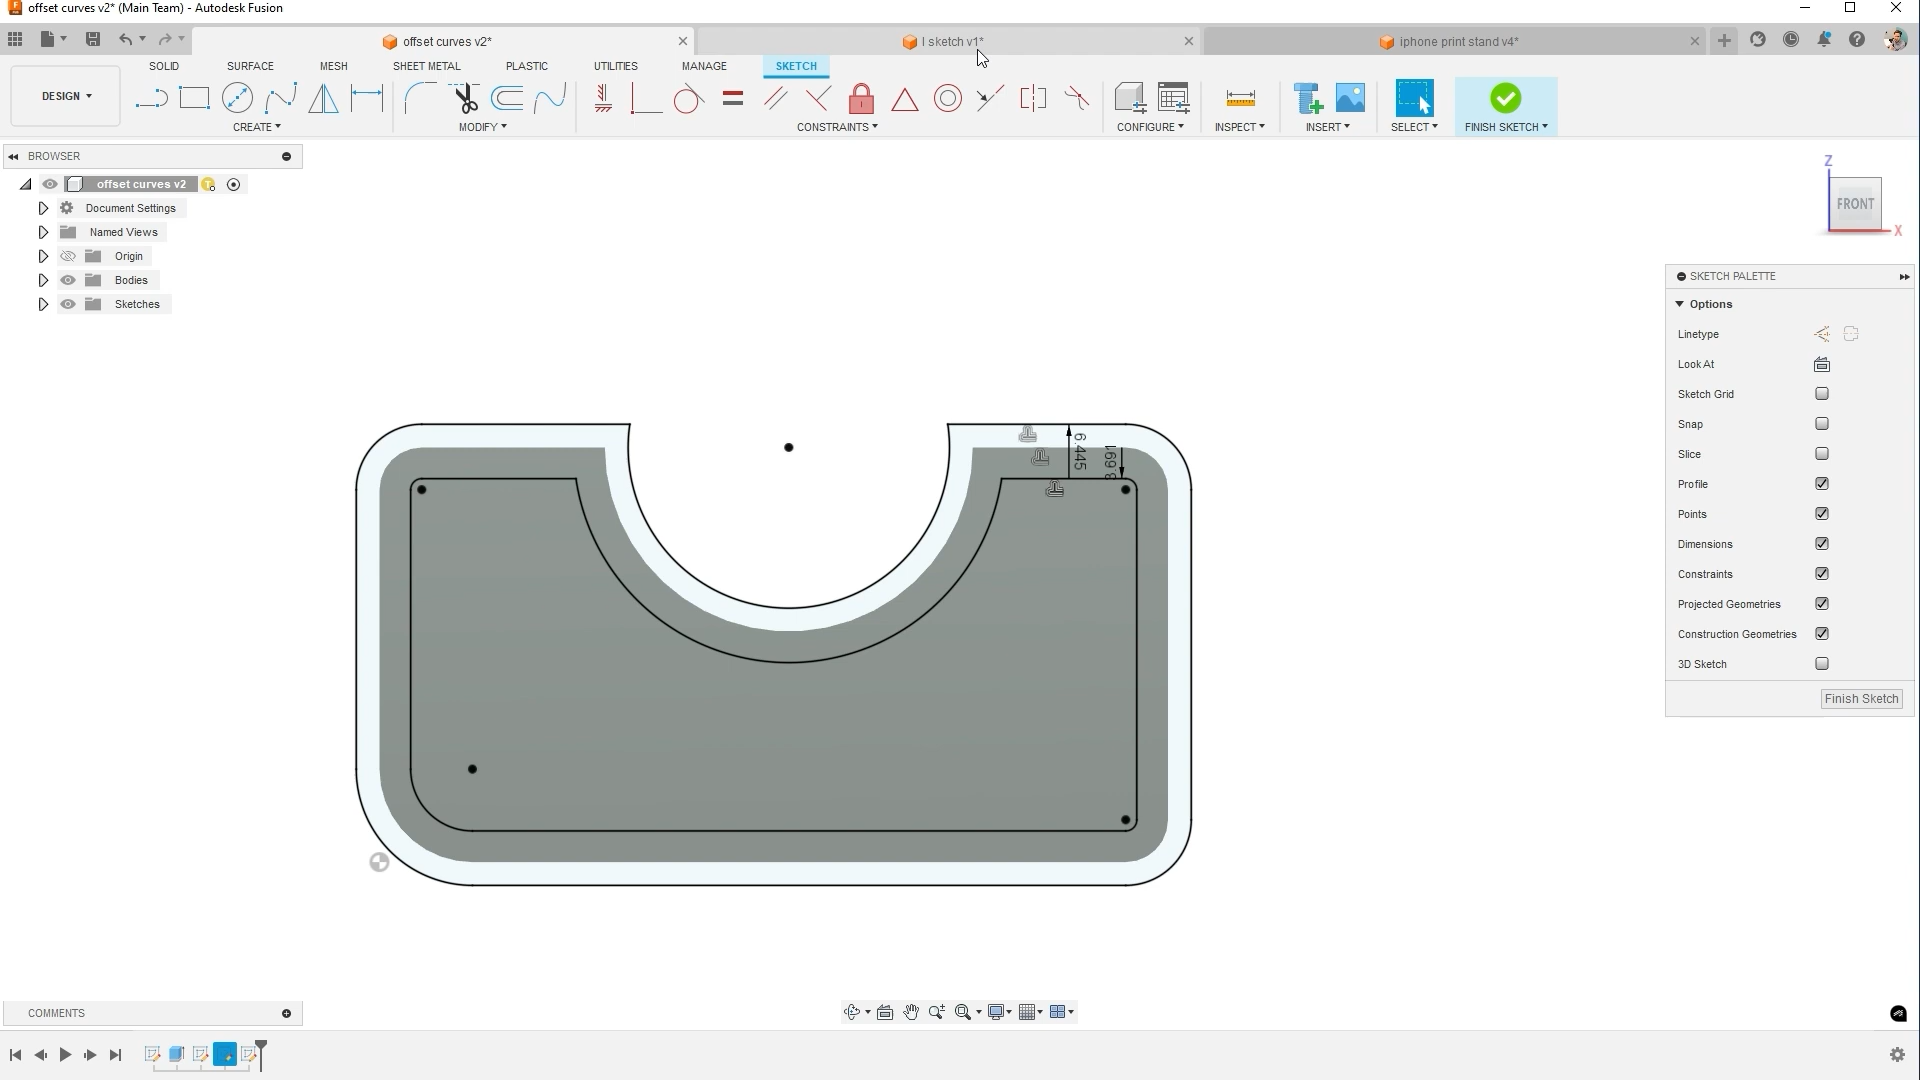 offset curves v2* (Main Team) - Autodesk Fusion
offset curves v2*
I sketch v1*
iphone print stand v4*
SOLID
SURFACE
MESH
SHEET METAL
PLASTIC
UTILITIES
MANAGE
SKETCH
DESIGN
CREATE
MODIFY
CONSTRAINTS
CONFIGURE
INSPECT
INSERT
SELECT
FINISH SKETCH
BROWSER
offset curves v2
Document Settings
Named Views
Origin
Bodies
Sketches
Z
FRONT
X
SKETCH PALETTE
Options
Linetype
Look At
Sketch Grid
Snap
Slice
Profile
Points
Dimensions
Constraints
Projected Geometries
Construction Geometries
3D Sketch
Finish Sketch
6.445
COMMENTS